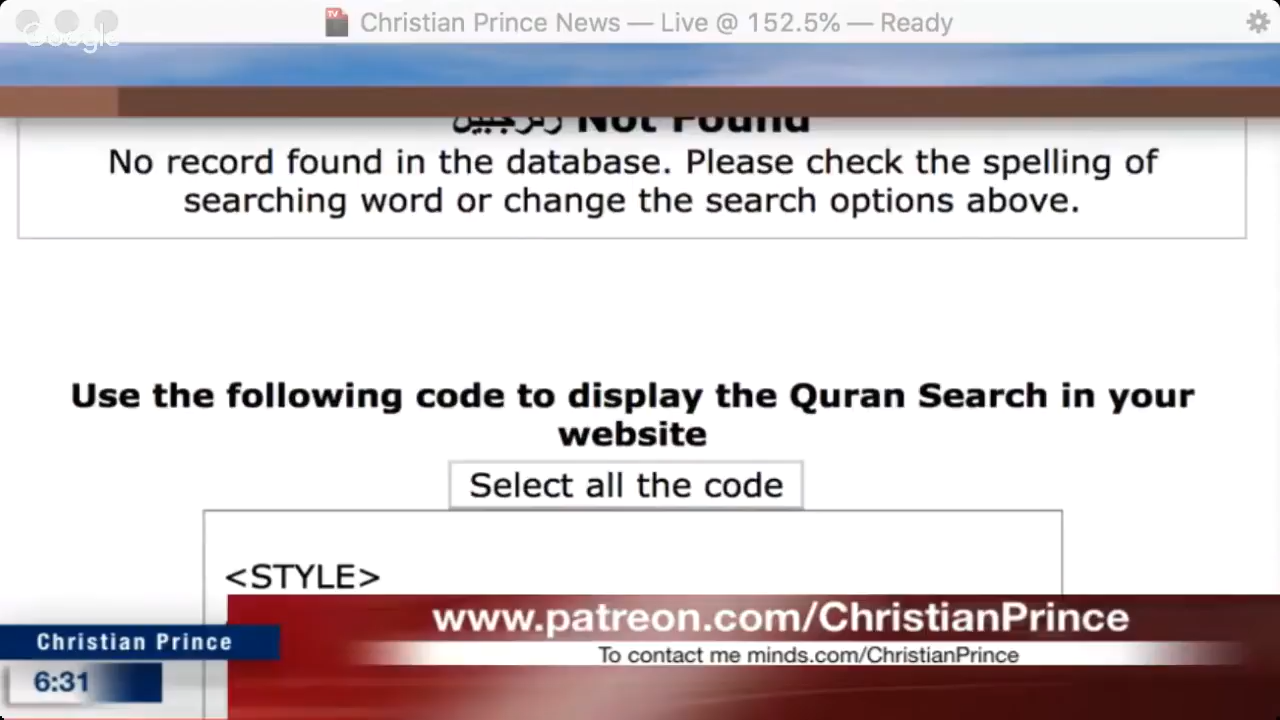 Christian Prince News — Live @ 152.5% — Ready
Google
زنرجبيل Not Found
No record found in the database. Please check the spelling of
searching word or change the search options above.
Use the following code to display the Quran Search in your
website
Select all the code
<STYLE>
www.patreon.com/ChristianPrince
Christian Prince
To contact me minds.com/ChristianPrince
6:31